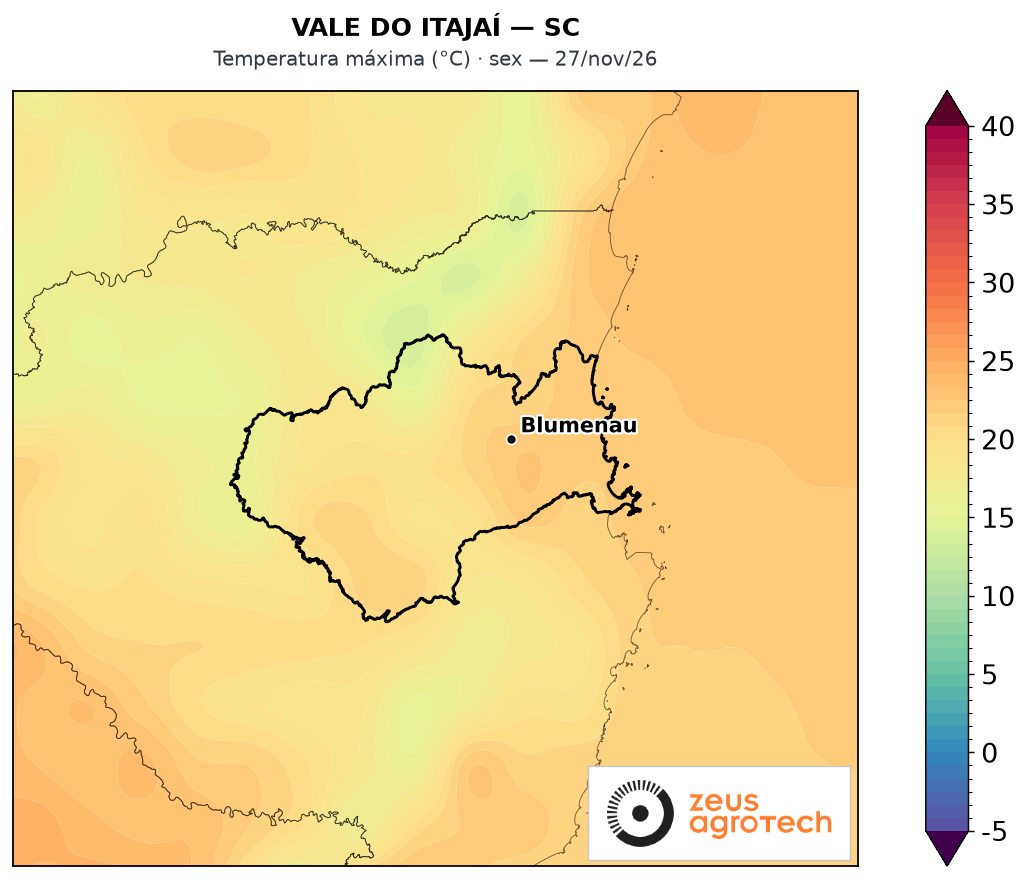 VALE DO ITAJAÍ — SC
Temperatura máxima (°C) · sex — 27/nov/26
Blumenau
40
35
30
25
20
15
10
5
0
-5
zeus
agrotech